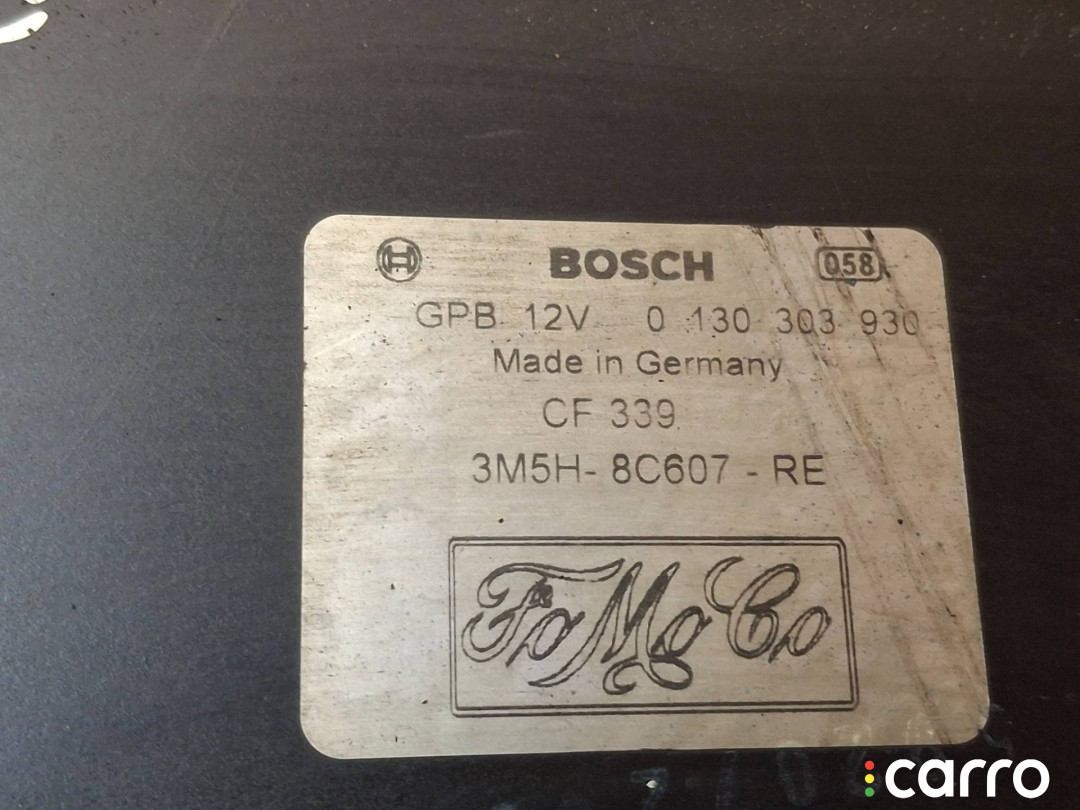 BOSCH 058
GPB 12V 0 130 303 930
Made in Germany
CF 339
3M5H- 8C607 - RE
FoMoCo
carro